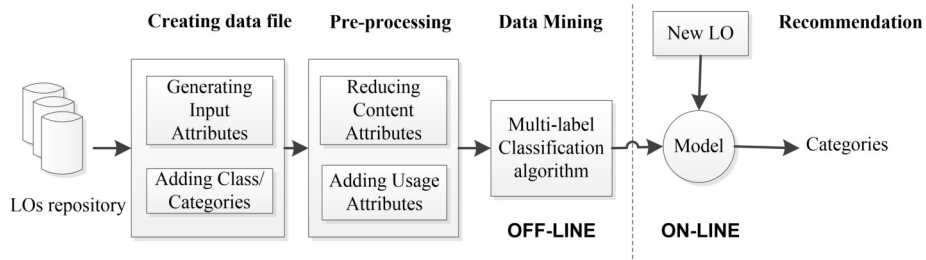 Creating data file
Pre-processing
Data Mining
Recommendation
New LO
Generating
Input
Attributes
Adding Class/
Categories
Reducing
Content
Attributes
Adding Usage
Attributes
Multi-label
Classification
algorithm
Model
Categories
LOs repository
OFF-LINE
ON-LINE